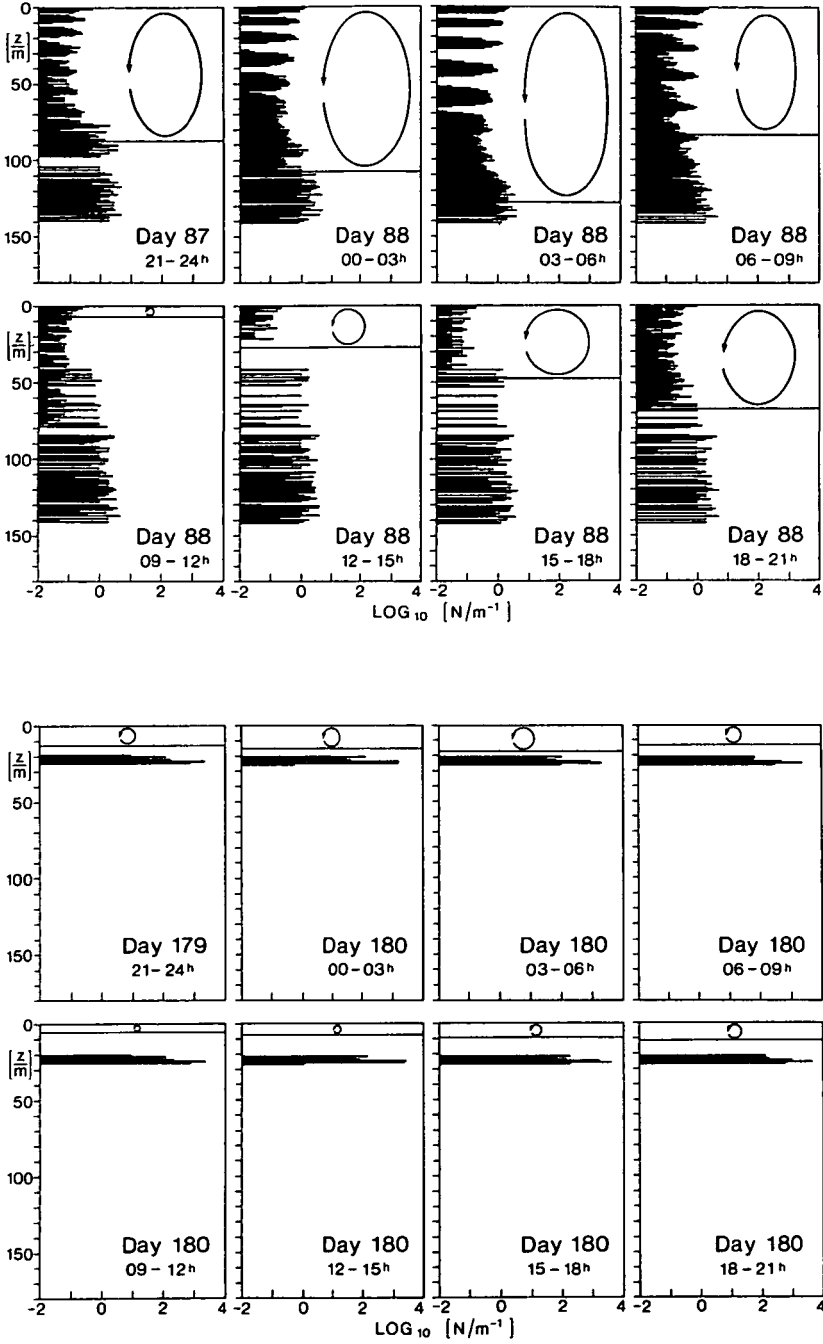 0
[z/m]
50
100
150
Day 87
21-24h
Day 88
00-03h
Day 88
03-06h
Day 88
06-09h
0
[z/m]
50
100
150
Day 88
09-12h
Day 88
12-15h
Day 88
15-18h
Day 88
18-21h
-2 0 2 4 -2 0 2 4 -2 0 2 4 -2 0 2 4
LOG₁₀ [N/m⁻¹]
0
[z/m]
50
100
150
Day 179
21-24h
Day 180
00-03h
Day 180
03-06h
Day 180
06-09h
0
[z/m]
50
100
150
Day 180
09-12h
Day 180
12-15h
Day 180
15-18h
Day 180
18-21h
-2 0 2 4 -2 0 2 4 -2 0 2 4 -2 0 2 4
LOG₁₀ [N/m⁻¹]